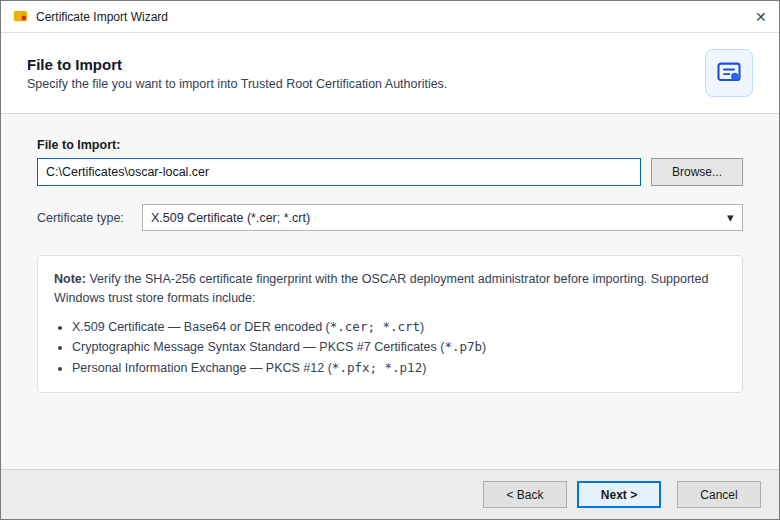 Certificate Import Wizard
File to Import
Specify the file you want to import into Trusted Root Certification Authorities.
File to Import:
C:\Certificates\oscar-local.cer
Browse...
Certificate type:
X.509 Certificate (*.cer; *.crt)
Note: Verify the SHA-256 certificate fingerprint with the OSCAR deployment administrator before importing. Supported
Windows trust store formats include:
• X.509 Certificate — Base64 or DER encoded (*.cer; *.crt)
• Cryptographic Message Syntax Standard — PKCS #7 Certificates (*.p7b)
• Personal Information Exchange — PKCS #12 (*.pfx; *.p12)
< Back
Next >
Cancel